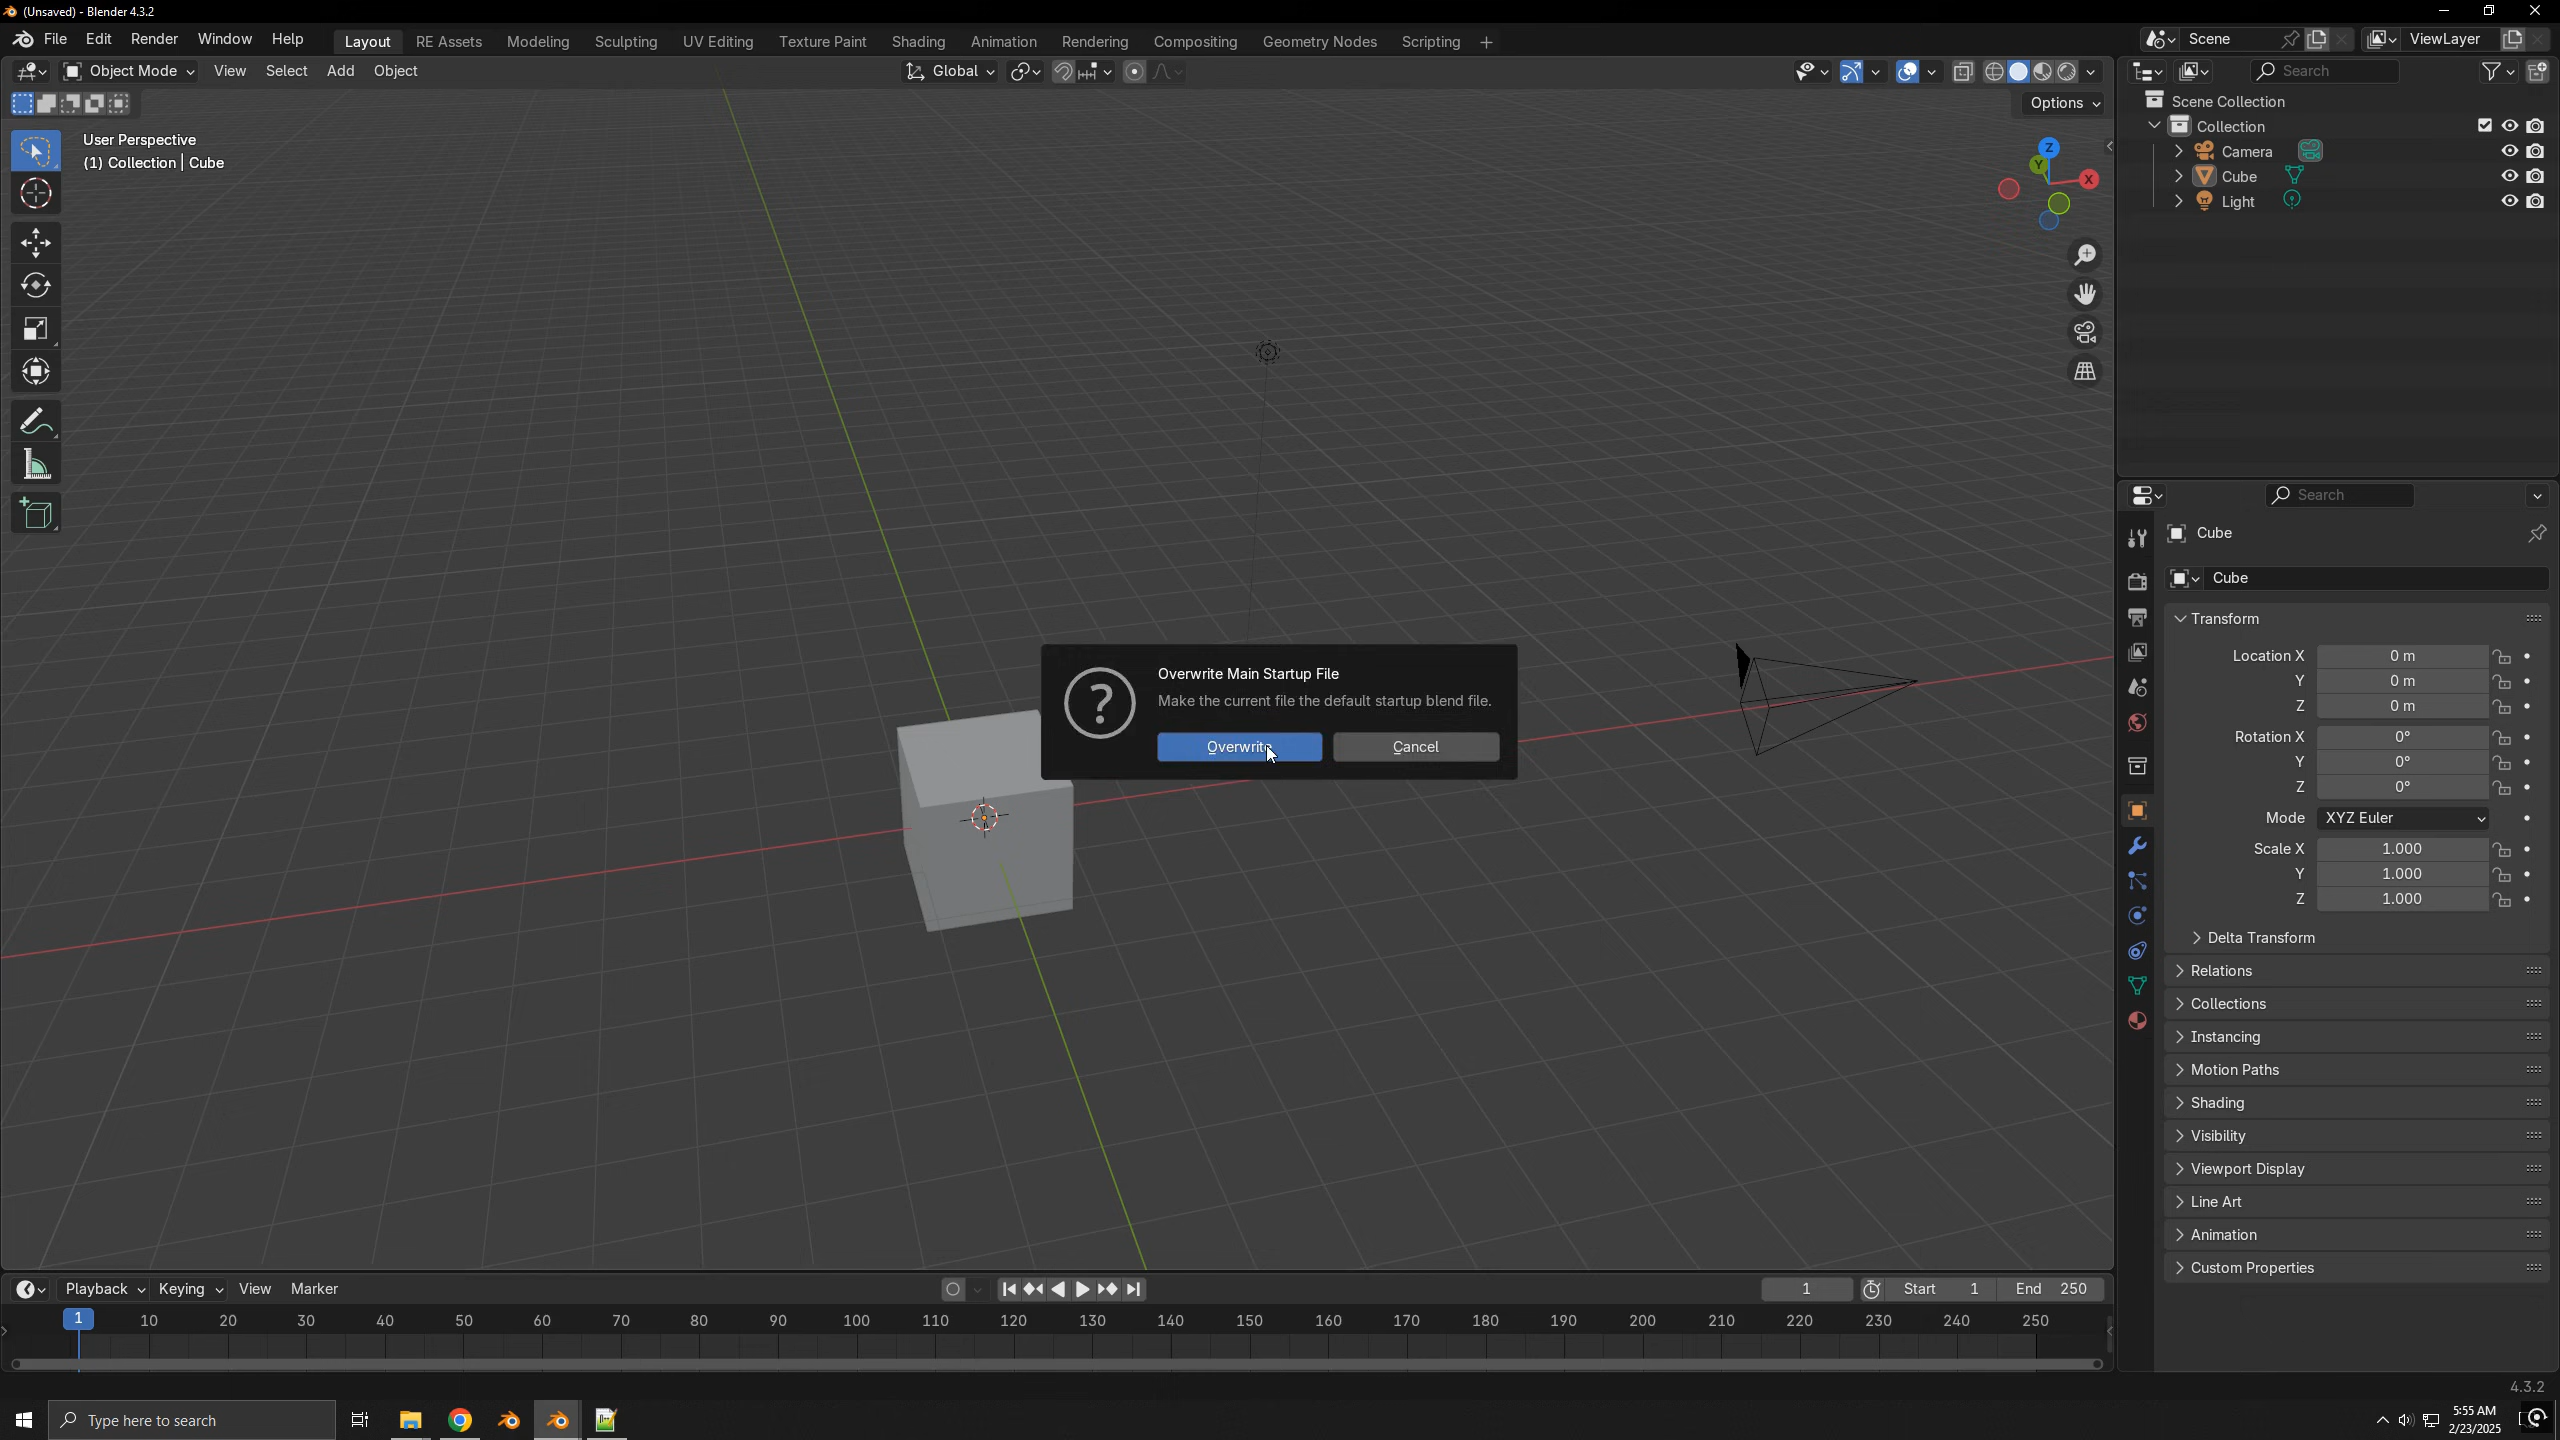 (Unsaved) - Blender 4.3.2
File Edit Render Window Help Layout RE Assets Modeling Sculpting UV Editing Texture Paint Shading Animation Rendering Compositing Geometry Nodes Scripting + Scene ViewLayer
Object Mode View Select Add Object Global Search
Options
User Perspective
(1) Collection | Cube
Z
Y
X
Scene Collection
Collection
Camera
Cube
Light
Search
Cube
Cube
Transform
Location X 0 m
Y 0 m
Z 0 m
Rotation X 0°
Y 0°
Z 0°
Mode XYZ Euler
Scale X 1.000
Y 1.000
Z 1.000
Delta Transform
Relations
Collections
Instancing
Motion Paths
Shading
Visibility
Viewport Display
Line Art
Animation
Custom Properties
?
Overwrite Main Startup File
Make the current file the default startup blend file.
Overwrite Cancel
Playback Keying View Marker 1 Start 1 End 250
1 10 20 30 40 50 60 70 80 90 100 110 120 130 140 150 160 170 180 190 200 210 220 230 240 250
4.3.2
Type here to search
5:55 AM
2/23/2025